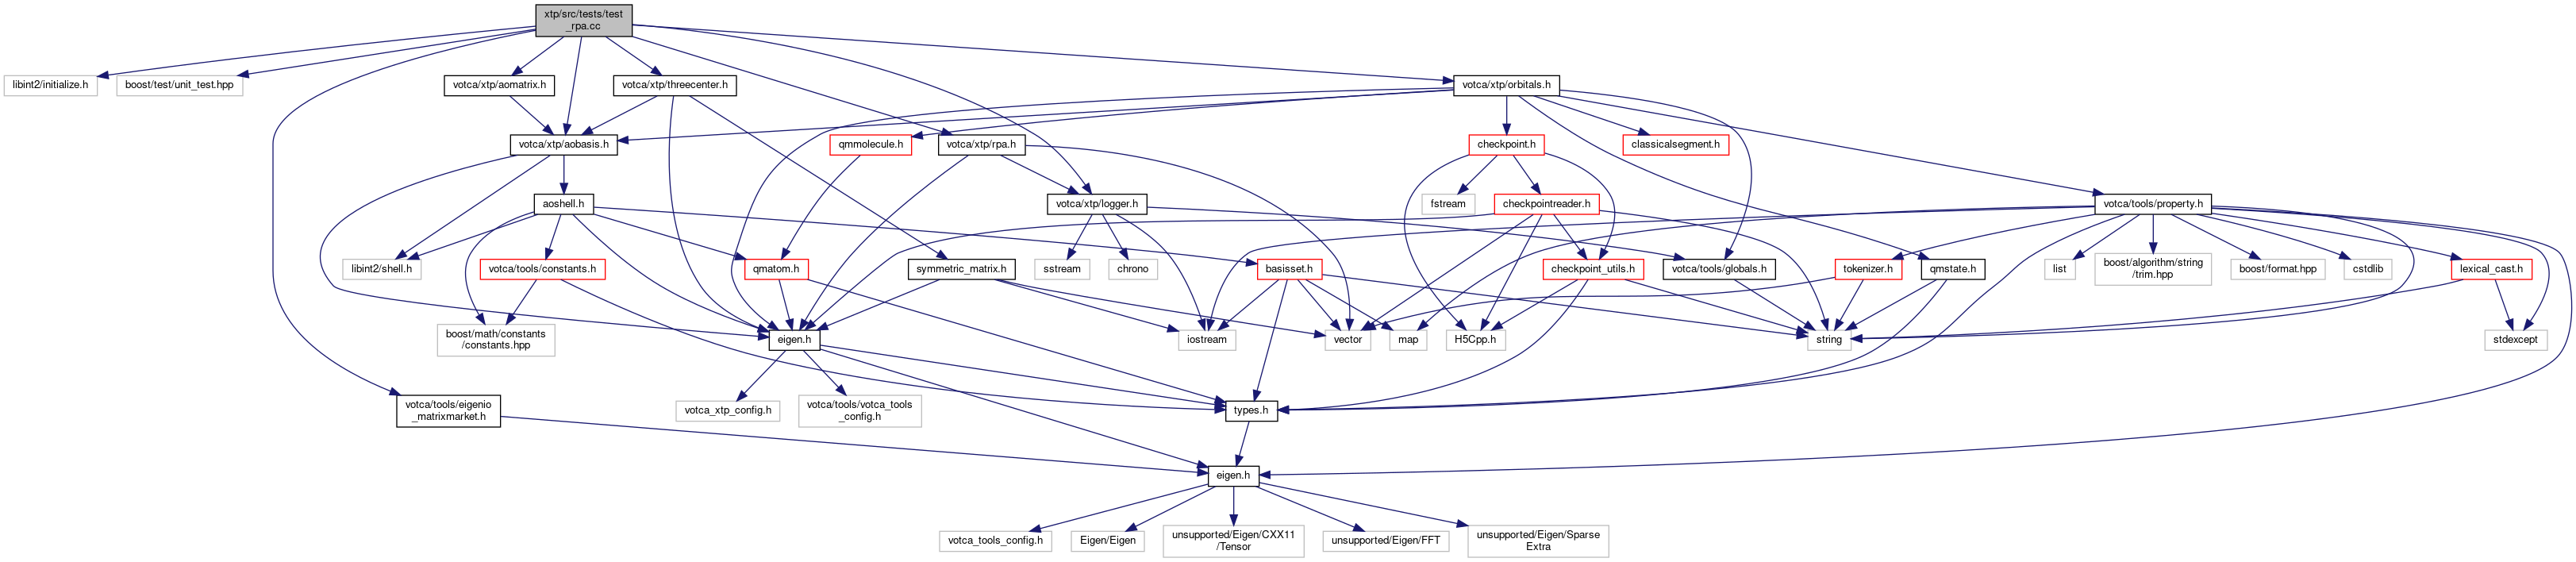 xtp/src/tests/test
_rpa.cc
libint2/initialize.h
boost/test/unit_test.hpp
votca/xtp/aomatrix.h
votca/xtp/threecenter.h
votca/xtp/orbitals.h
votca/xtp/aobasis.h
qmmolecule.h
votca/xtp/rpa.h
checkpoint.h
classicalsegment.h
aoshell.h
votca/xtp/logger.h
fstream
checkpointreader.h
votca/tools/property.h
libint2/shell.h
votca/tools/constants.h
qmatom.h
symmetric_matrix.h
sstream
chrono
basisset.h
checkpoint_utils.h
votca/tools/globals.h
tokenizer.h
qmstate.h
list
boost/algorithm/string
/trim.hpp
boost/format.hpp
cstdlib
lexical_cast.h
boost/math/constants
/constants.hpp
eigen.h
iostream
vector
map
H5Cpp.h
string
stdexcept
votca/tools/eigenio
_matrixmarket.h
votca_xtp_config.h
votca/tools/votca_tools
_config.h
types.h
eigen.h
votca_tools_config.h
Eigen/Eigen
unsupported/Eigen/CXX11
/Tensor
unsupported/Eigen/FFT
unsupported/Eigen/Sparse
Extra